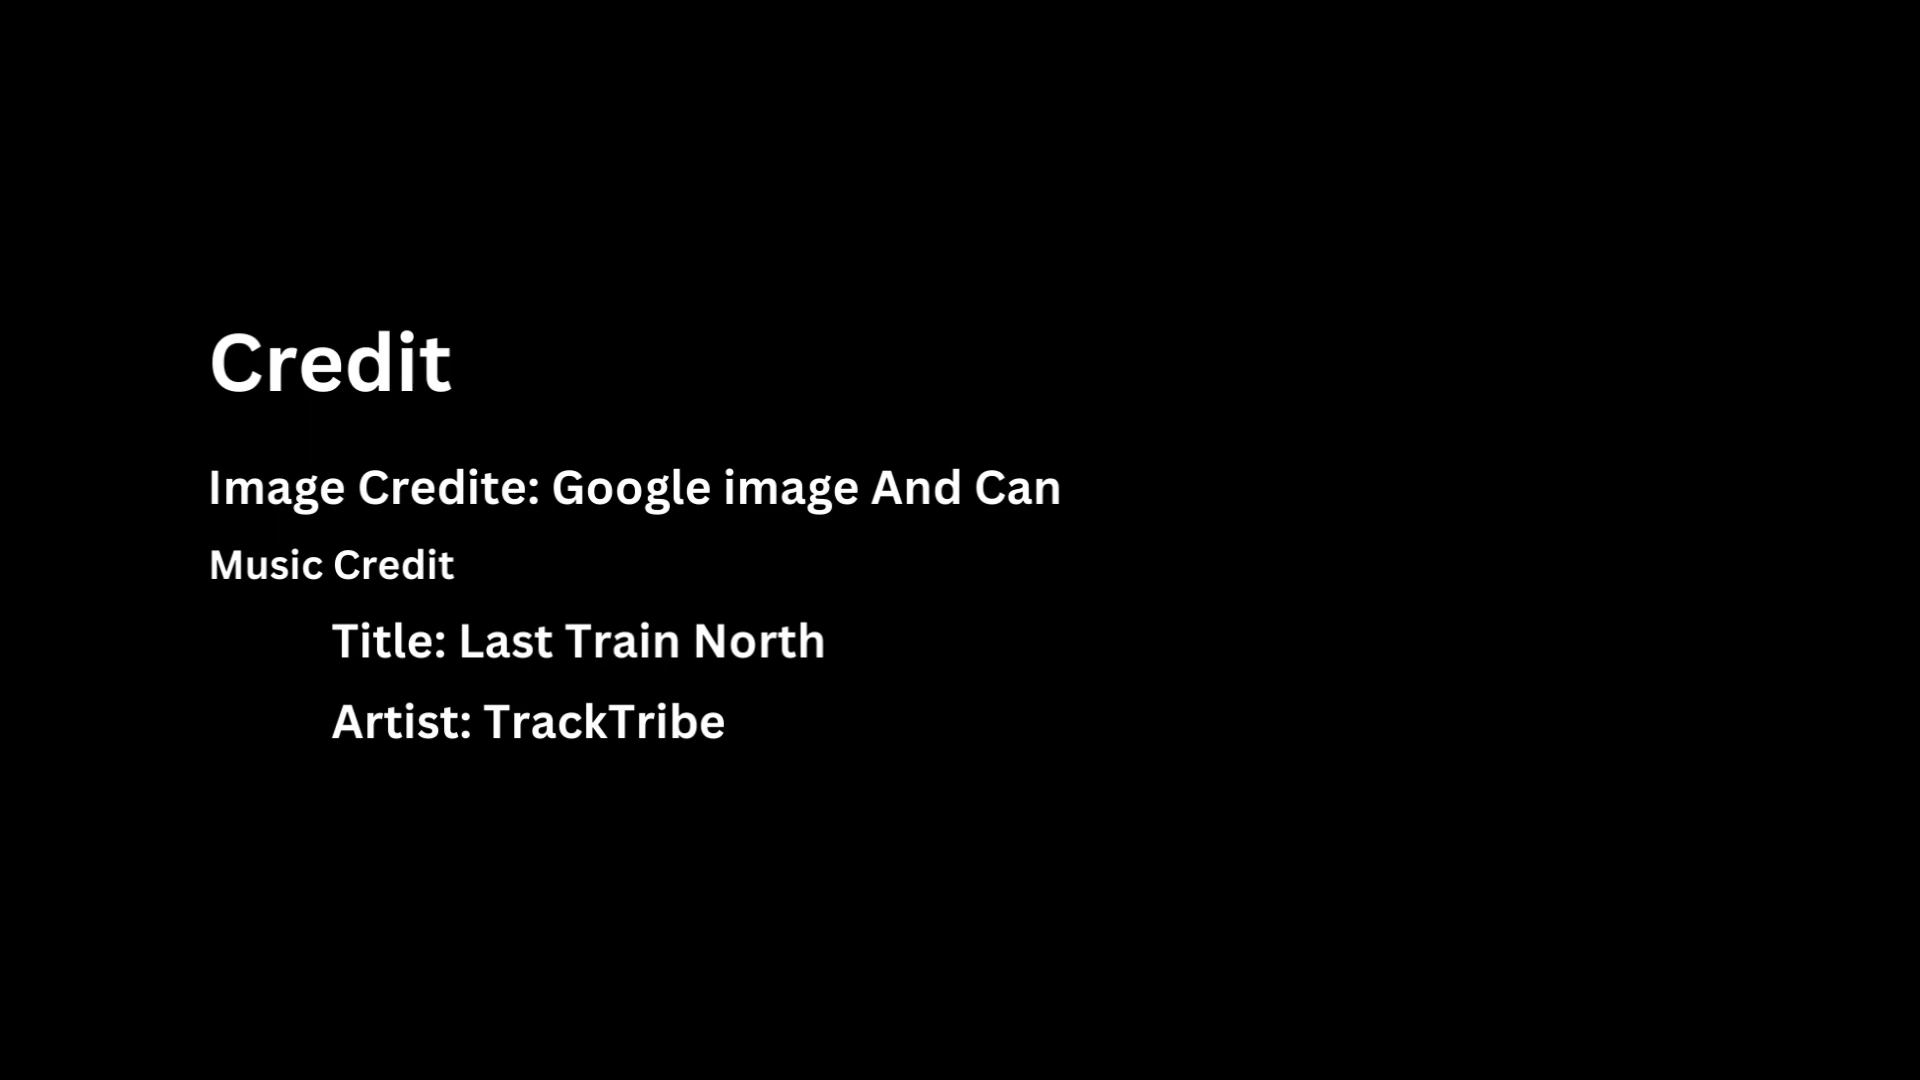 Credit
Image Credite: Google image And Can
Music Credit
Title: Last Train North
Artist: TrackTribe